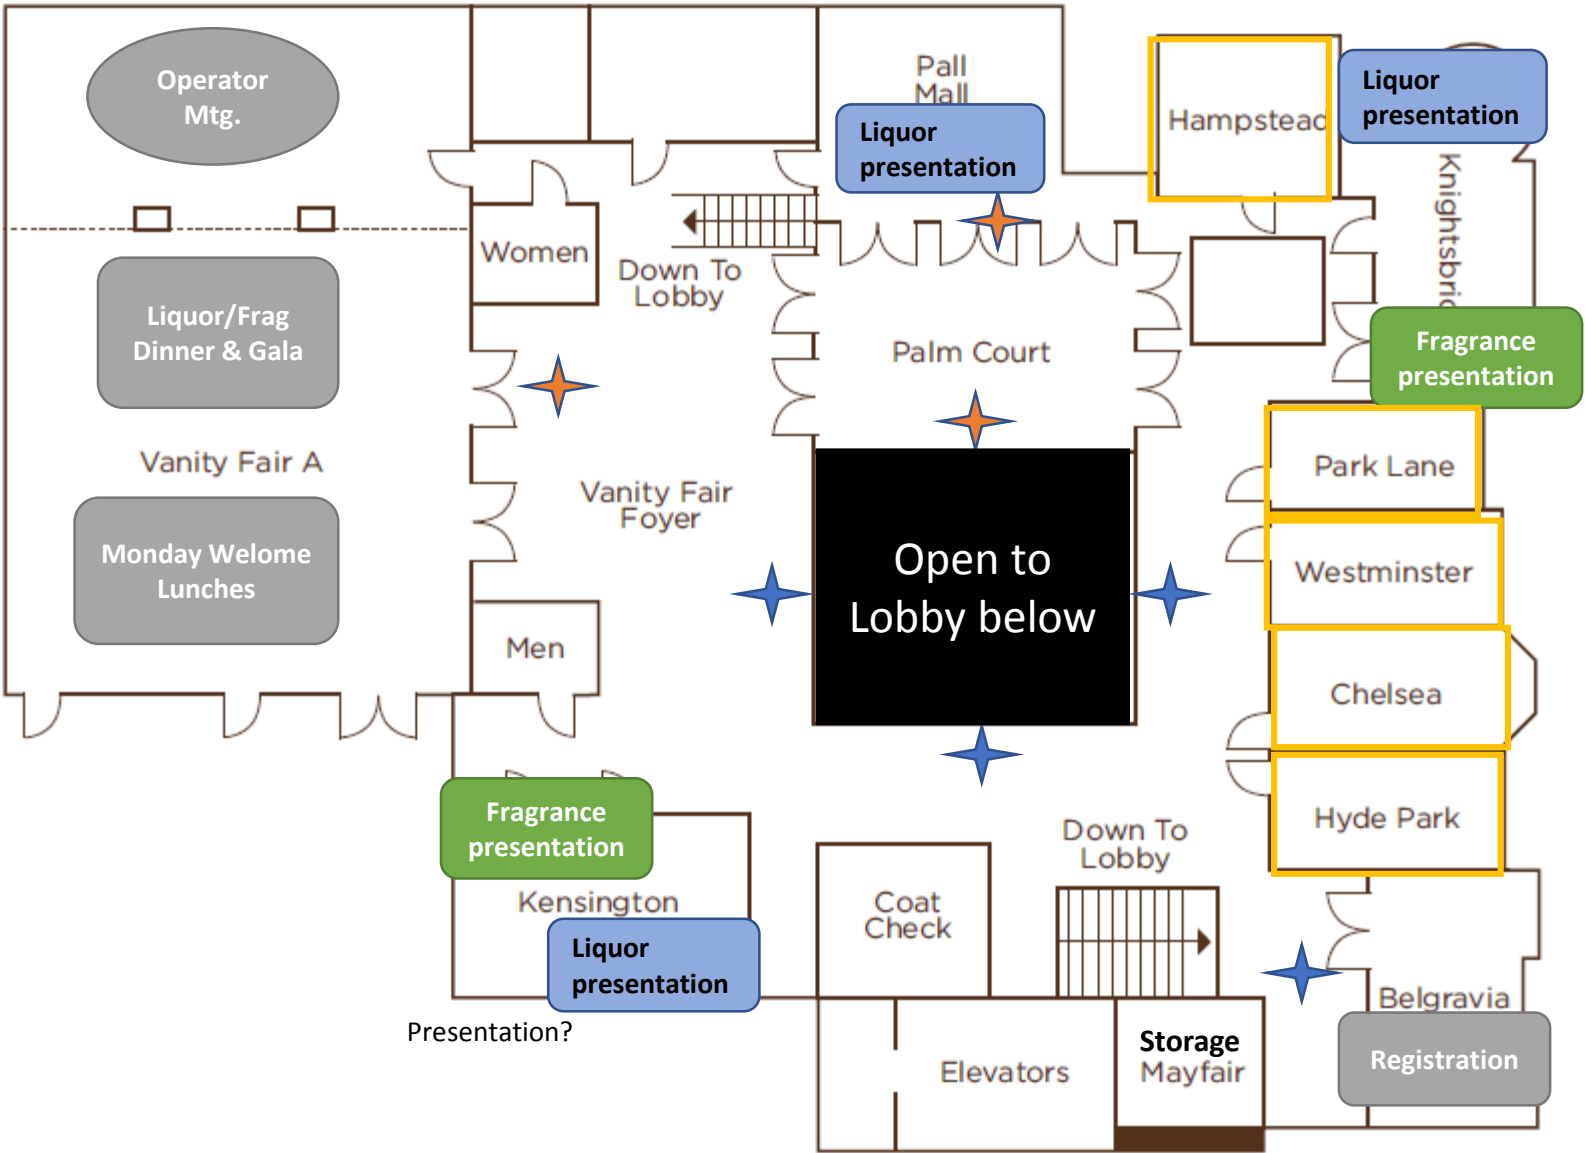 Operator
Mtg.
Pall
Mall
Liquor
presentation
Hampstead
Liquor
presentation
Women
Down To
Lobby
Liquor/Frag
Dinner & Gala
Palm Court
Fragrance
presentation
Vanity Fair A
Vanity Fair
Foyer
Park Lane
Monday Welome
Lunches
Open to
Lobby below
Westminster
Men
Chelsea
Fragrance
presentation
Hyde Park
Down To
Lobby
Kensington
Coat
Check
Liquor
presentation
Presentation?
Belgravia
Storage
Elevators
Mayfair
Registration